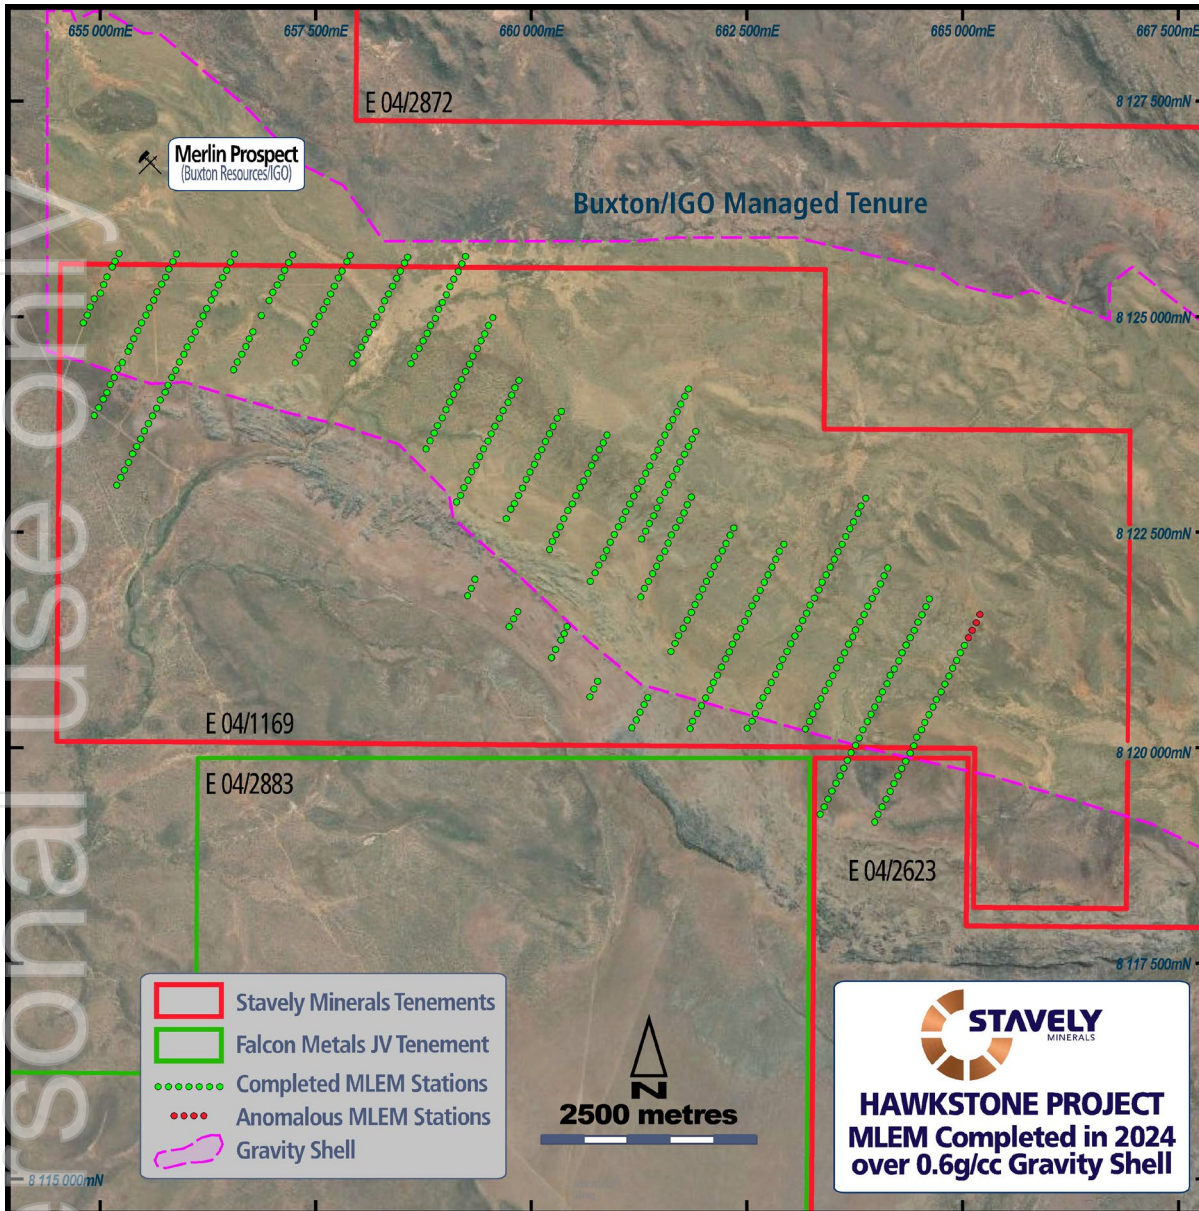 655 000mE
657 500mE
660 000mE
662 500mE
665 000mE
667 500mE
E 04/2872
8 127 500mN
Merlin Prospect
(Buxton Resources/IGO)
Buxton/IGO Managed Tenure
8 125 000mN
8 122 500mN
E 04/1169
8 120 000mN
E 04/2883
E 04/2623
8 117 500mN
Stavely Minerals Tenements
Falcon Metals JV Tenement
Completed MLEM Stations
Anomalous MLEM Stations
Gravity Shell
N
2500 metres
STAVELY
MINERALS
HAWKSTONE PROJECT
MLEM Completed in 2024
over 0.6g/cc Gravity Shell
8 115 000mN
ersonal use only